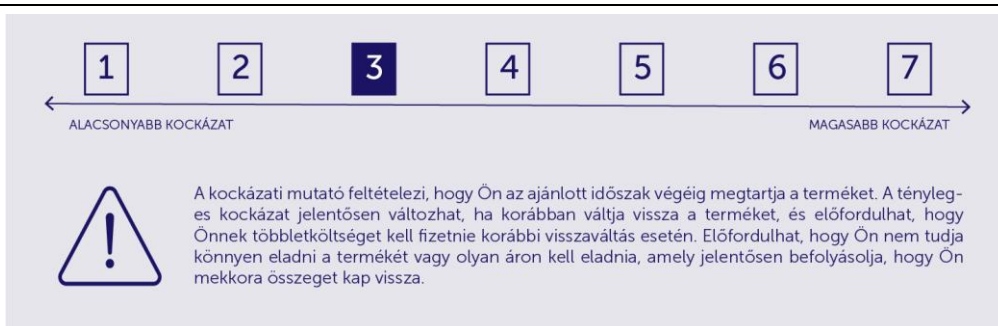 1 2 3 4 5 6 7
ALACSONYABB KOCKÁZAT MAGASABB KOCKÁZAT
A kockázati mutató feltételezi, hogy Ön az ajánlott időszak végéig megtartja a terméket. A tényleg-
es kockázat jelentősen változhat, ha korábban váltja vissza a terméket, és előfordulhat, hogy
Önnek többletköltséget kell fizetnie korábbi visszaváltás esetén. Előfordulhat, hogy Ön nem tudja
könnyen eladni a termékét vagy olyan áron kell eladnia, amely jelentősen befolyásolja, hogy Ön
mekkora összeget kap vissza.